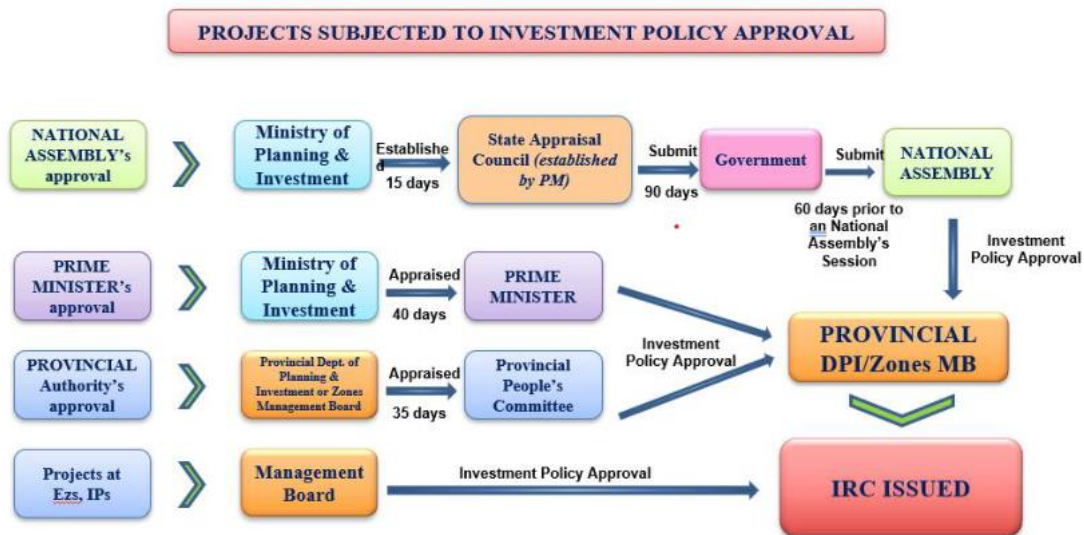 PROJECTS SUBJECTED TO INVESTMENT POLICY APPROVAL
NATIONAL
ASSEMBLY's
approval
Ministry of
Planning &
Investment
Establishe
d
15 days
State Appraisal
Council (established
by PM)
Submit
90 days
Government
Submit
60 days prior to
an National
Assembly's
Session
NATIONAL
ASSEMBLY
Investment
Policy Approval
PRIME
MINISTER's
approval
Ministry of
Planning &
Investment
Appraised
40 days
PRIME
MINISTER
Investment
Policy Approval
PROVINCIAL
DPI/Zones MB
PROVINCIAL
Authority's
approval
Provincial Dept. of
Planning &
Investment or Zones
Management Board
Appraised
35 days
Provincial
People's
Committee
Projects at
Ezs, IPs
Management
Board
Investment Policy Approval
IRC ISSUED